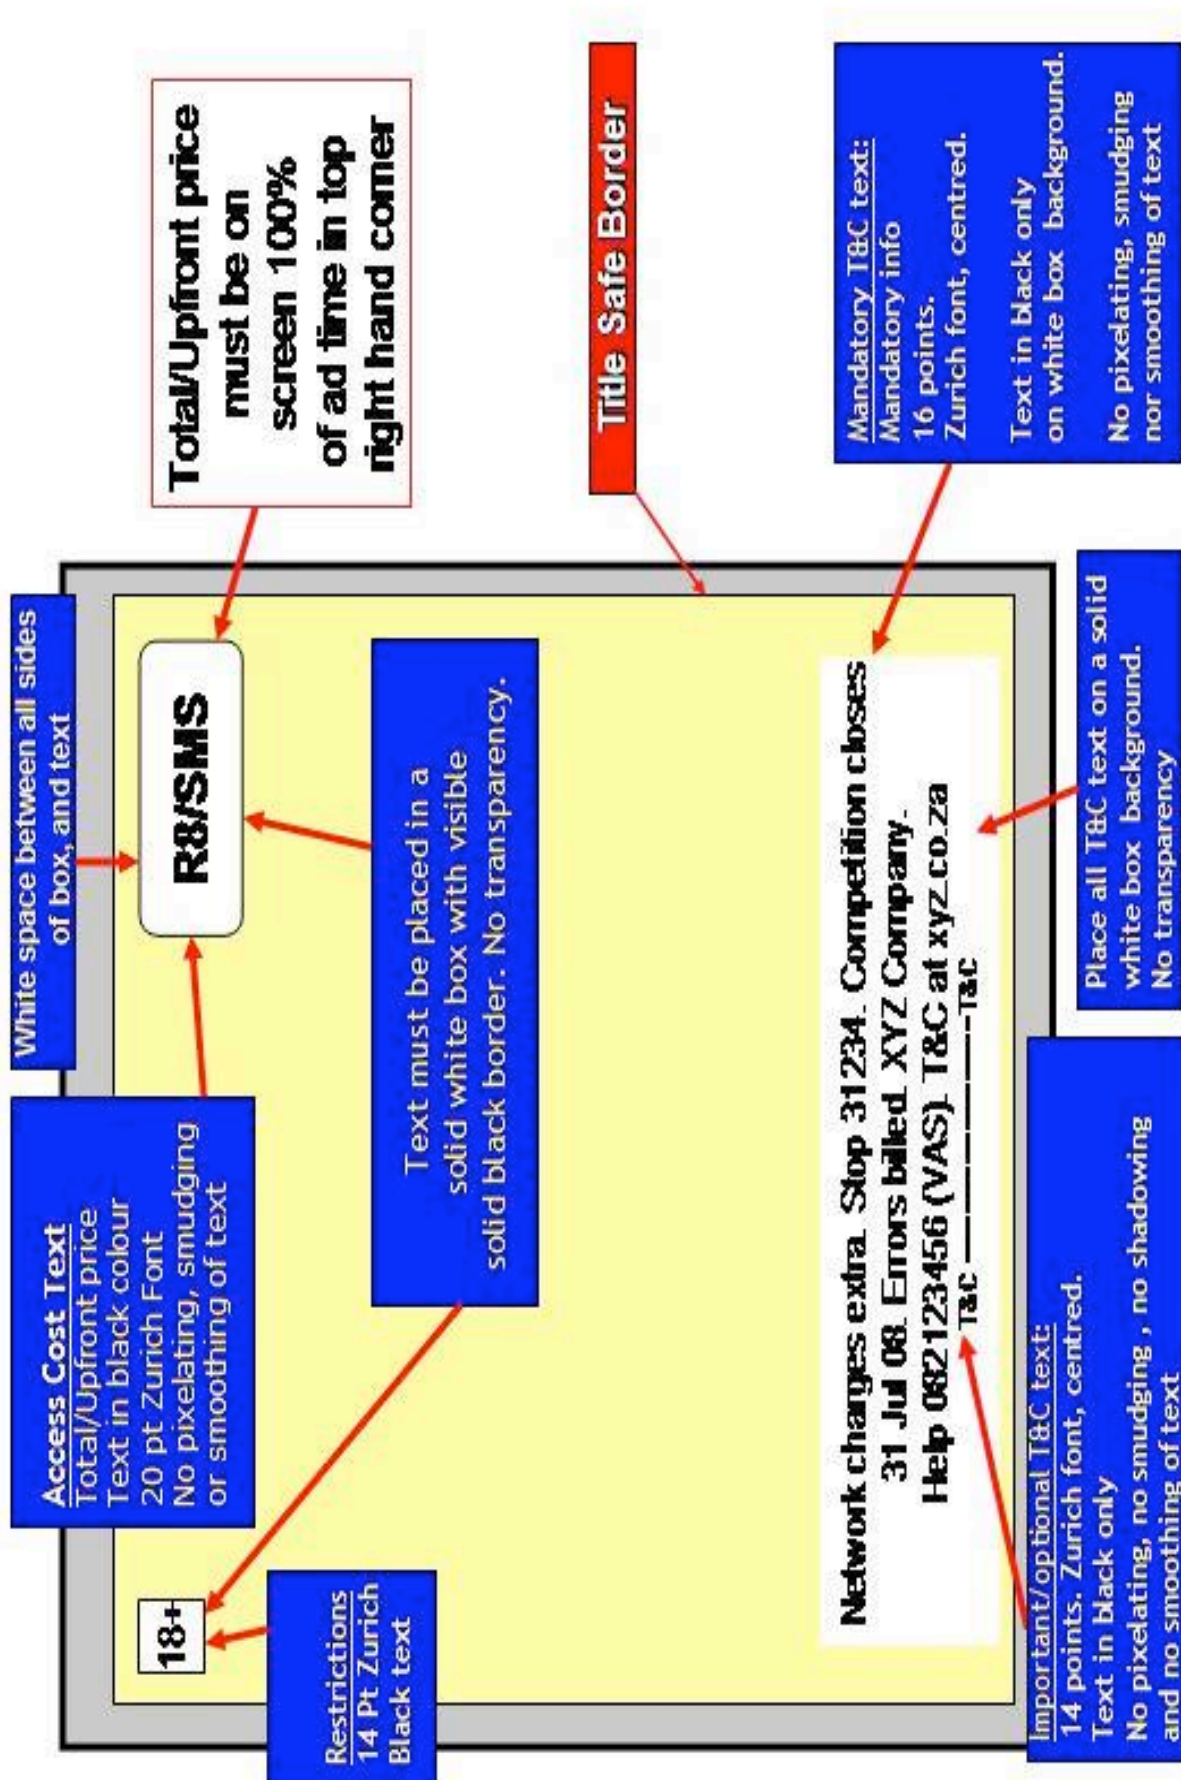 White space between all sides
of box, and text
Access Cost Text
Total/Upfront price
Text in black colour
20 pt Zurich Font
No pixelating, smudging
or smoothing of text
18+
R8/SMS
Total/Upfront price
must be on
screen 100%
of ad time in top
right hand corner
Restrictions
14 Pt Zurich
Black text
Text must be placed in a
solid white box with visible
solid black border. No transparency.
Title Safe Border
Network changes extra. Stop 31234. Competition closes
31 Jul 08. Errors billed. XYZ Company.
Help 082123456 (VAS). T&C at xyz.co.za
T&C ----------------T&C
Mandatory T&C text:
Mandatory info
16 points.
Zurich font, centred.
Text in black only
on white box background.
No pixelating, smudging
nor smoothing of text
Important/optional T&C text:
14 points. Zurich font, centred.
Text in black only
No pixelating, no smudging , no shadowing
and no smoothing of text
Place all T&C text on a solid
white box background.
No transparency